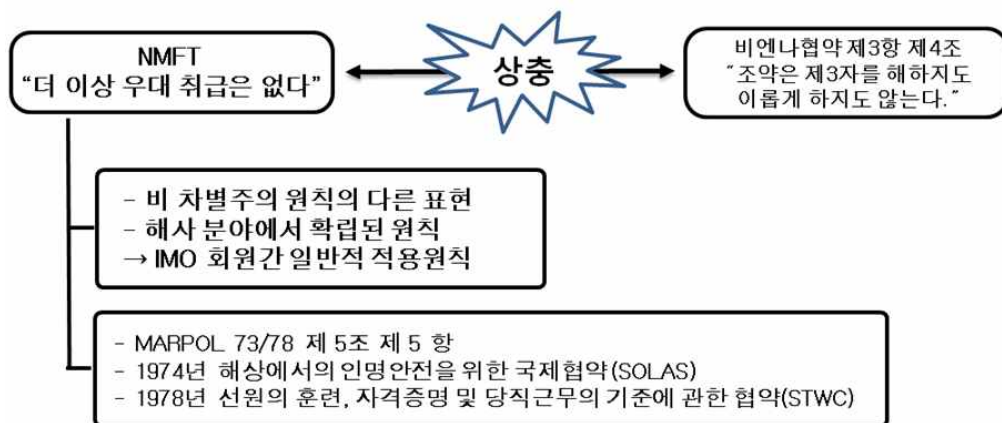 NMFT
“더 이상 우대 취급은 없다”
상충
비엔나협약 제3항 제4조
“조약은 제3자를 해하지도
이롭게 하지도 않는다.”
- 비 차별주의 원칙의 다른 표현
- 해사 분야에서 확립된 원칙
→ IMO 회원간 일반적 적용원칙
- MARPOL 73/78 제 5조 제 5 항
- 1974년 해상에서의 인명안전을 위한 국제협약(SOLAS)
- 1978년 선원의 훈련, 자격증명 및 당직근무의 기준에 관한 협약(STWC)